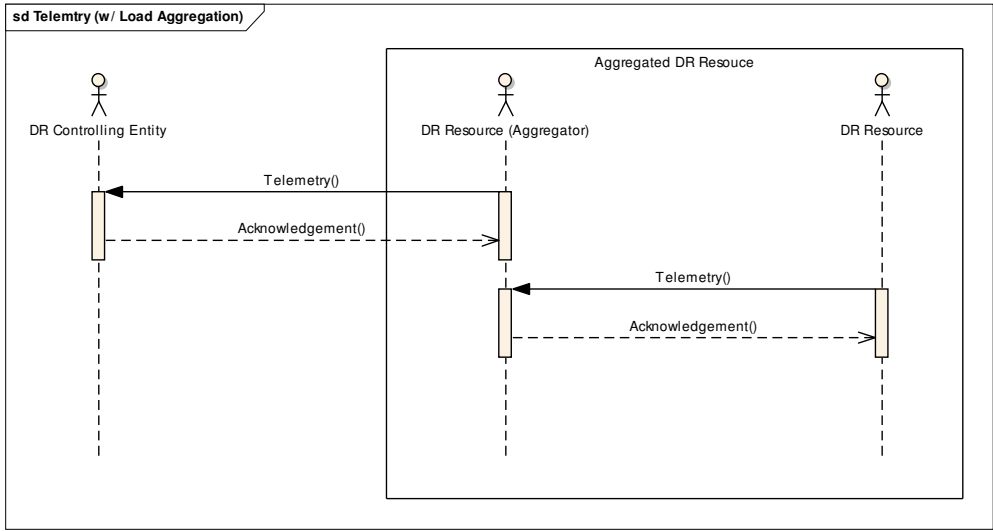 sd Telemtry (w/ Load Aggregation)
Aggregated DR Resouce
DR Controlling Entity
DR Resource (Aggregator)
DR Resource
Telemetry()
Acknowledgement()
Telemetry()
Acknowledgement()